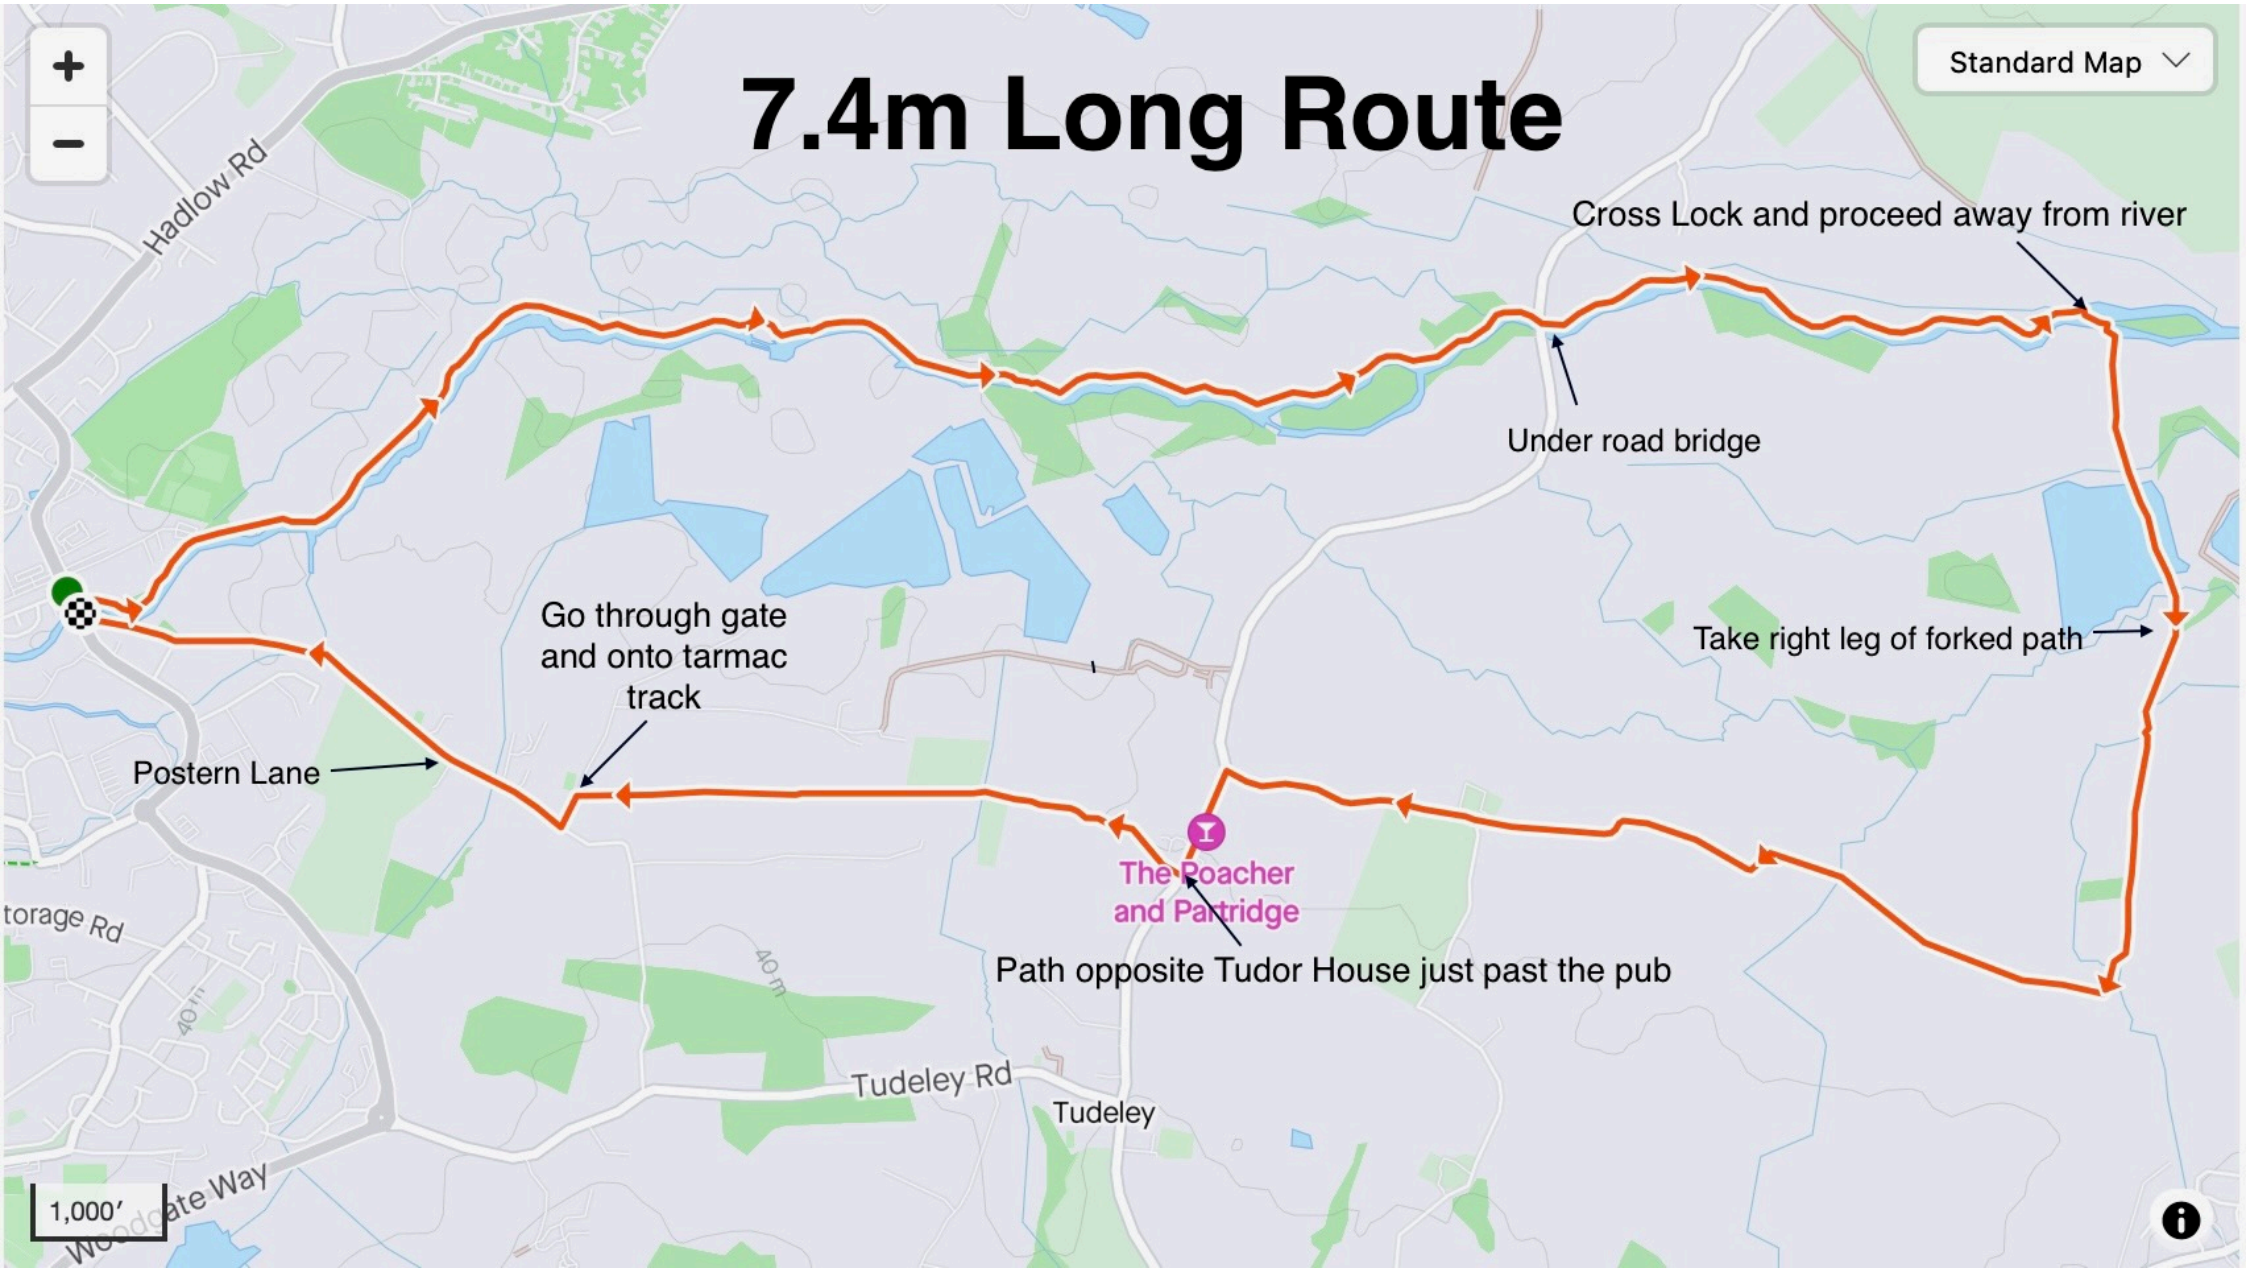 +
Standard Map
−
7.4m Long Route
Hadlow Rd
Cross Lock and proceed away from river
Under road bridge
Go through gate
and onto tarmac
track
Take right leg of forked path
Postern Lane
The Poacher
and Partridge
torage Rd
40 m
40 m
Path opposite Tudor House just past the pub
Tudeley Rd
Tudeley
1,000′
Woodgate Way